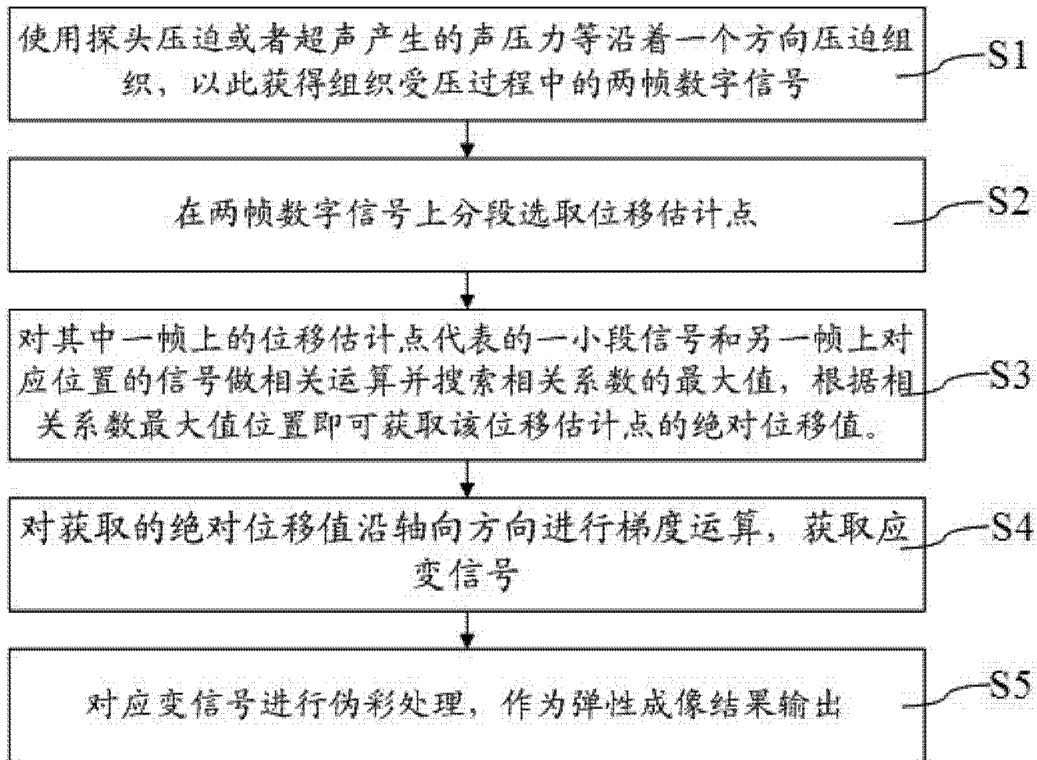 使用探头压迫或者超声产生的声压力等沿着一个方向压迫组
织，以此获得组织受压过程中的两帧数字信号
S1
在两帧数字信号上分段选取位移估计点
S2
对其中一帧上的位移估计点代表的一小段信号和另一帧上对
应位置的信号做相关运算并搜索相关系数的最大值，根据相
关系数最大值位置即可获取该位移估计点的绝对位移值。
S3
对获取的绝对位移值沿轴向方向进行梯度运算，获取应
变信号
S4
对应变信号进行伪彩处理，作为弹性成像结果输出
S5